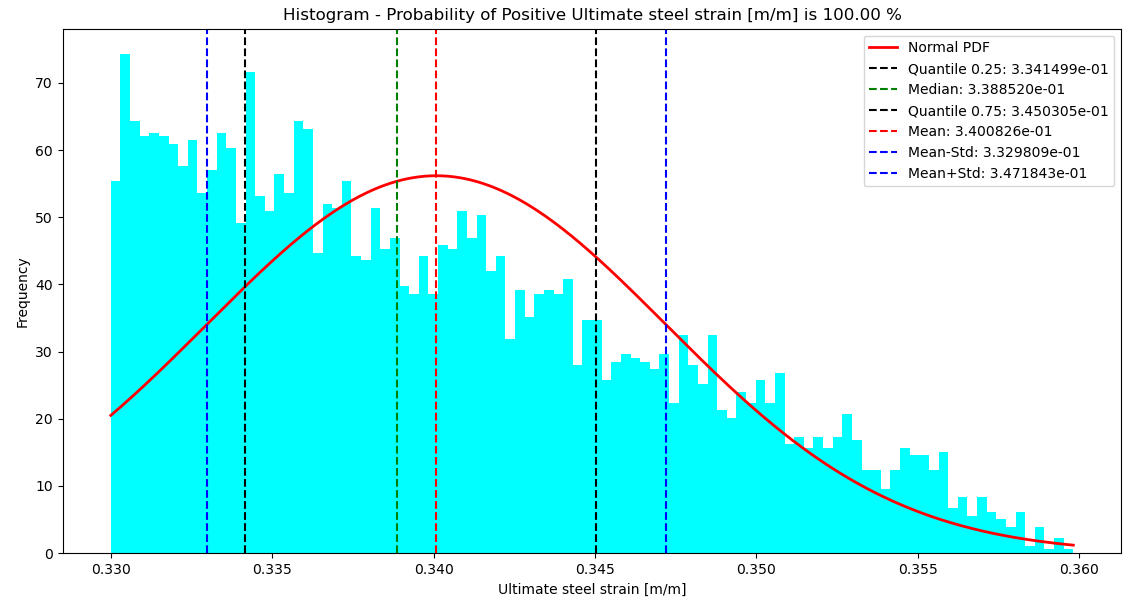 Histogram - Probability of Positive Ultimate steel strain [m/m] is 100.00 %
Normal PDF
Quantile 0.25: 3.341499e-01
Median: 3.388520e-01
Quantile 0.75: 3.450305e-01
Mean: 3.400826e-01
Mean-Std: 3.329809e-01
Mean+Std: 3.471843e-01
Frequency
70
60
50
40
30
20
10
0
0.330 0.335 0.340 0.345 0.350 0.355 0.360
Ultimate steel strain [m/m]